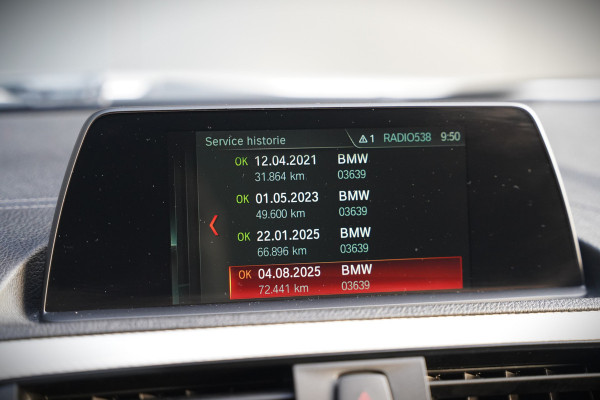 Service historie 1 RADIO538 9:50
OK 12.04.2021 BMW
31.864 km 03639
OK 01.05.2023 BMW
49.600 km 03639
OK 22.01.2025 BMW
66.896 km 03639
OK 04.08.2025 BMW
72.441 km 03639